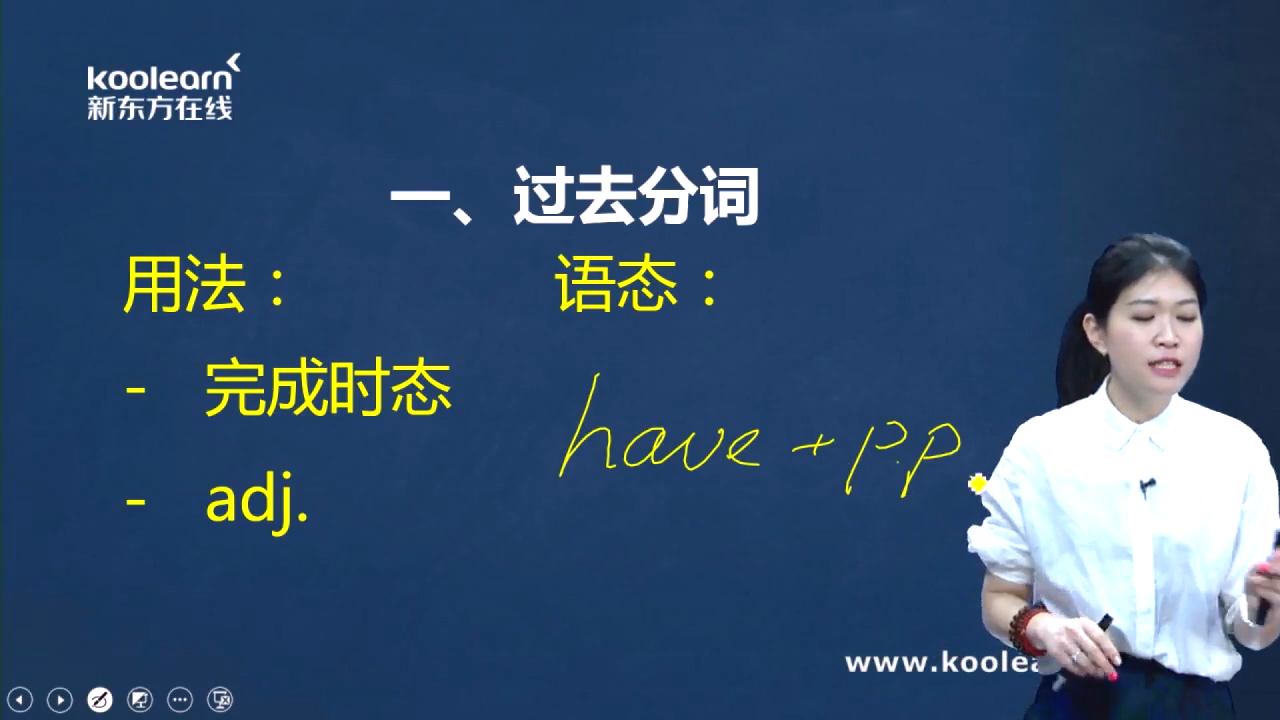 koolearn
新东方在线
一、过去分词
用法：
语态：
- 完成时态
have + p.p
- adj.
www.koolea